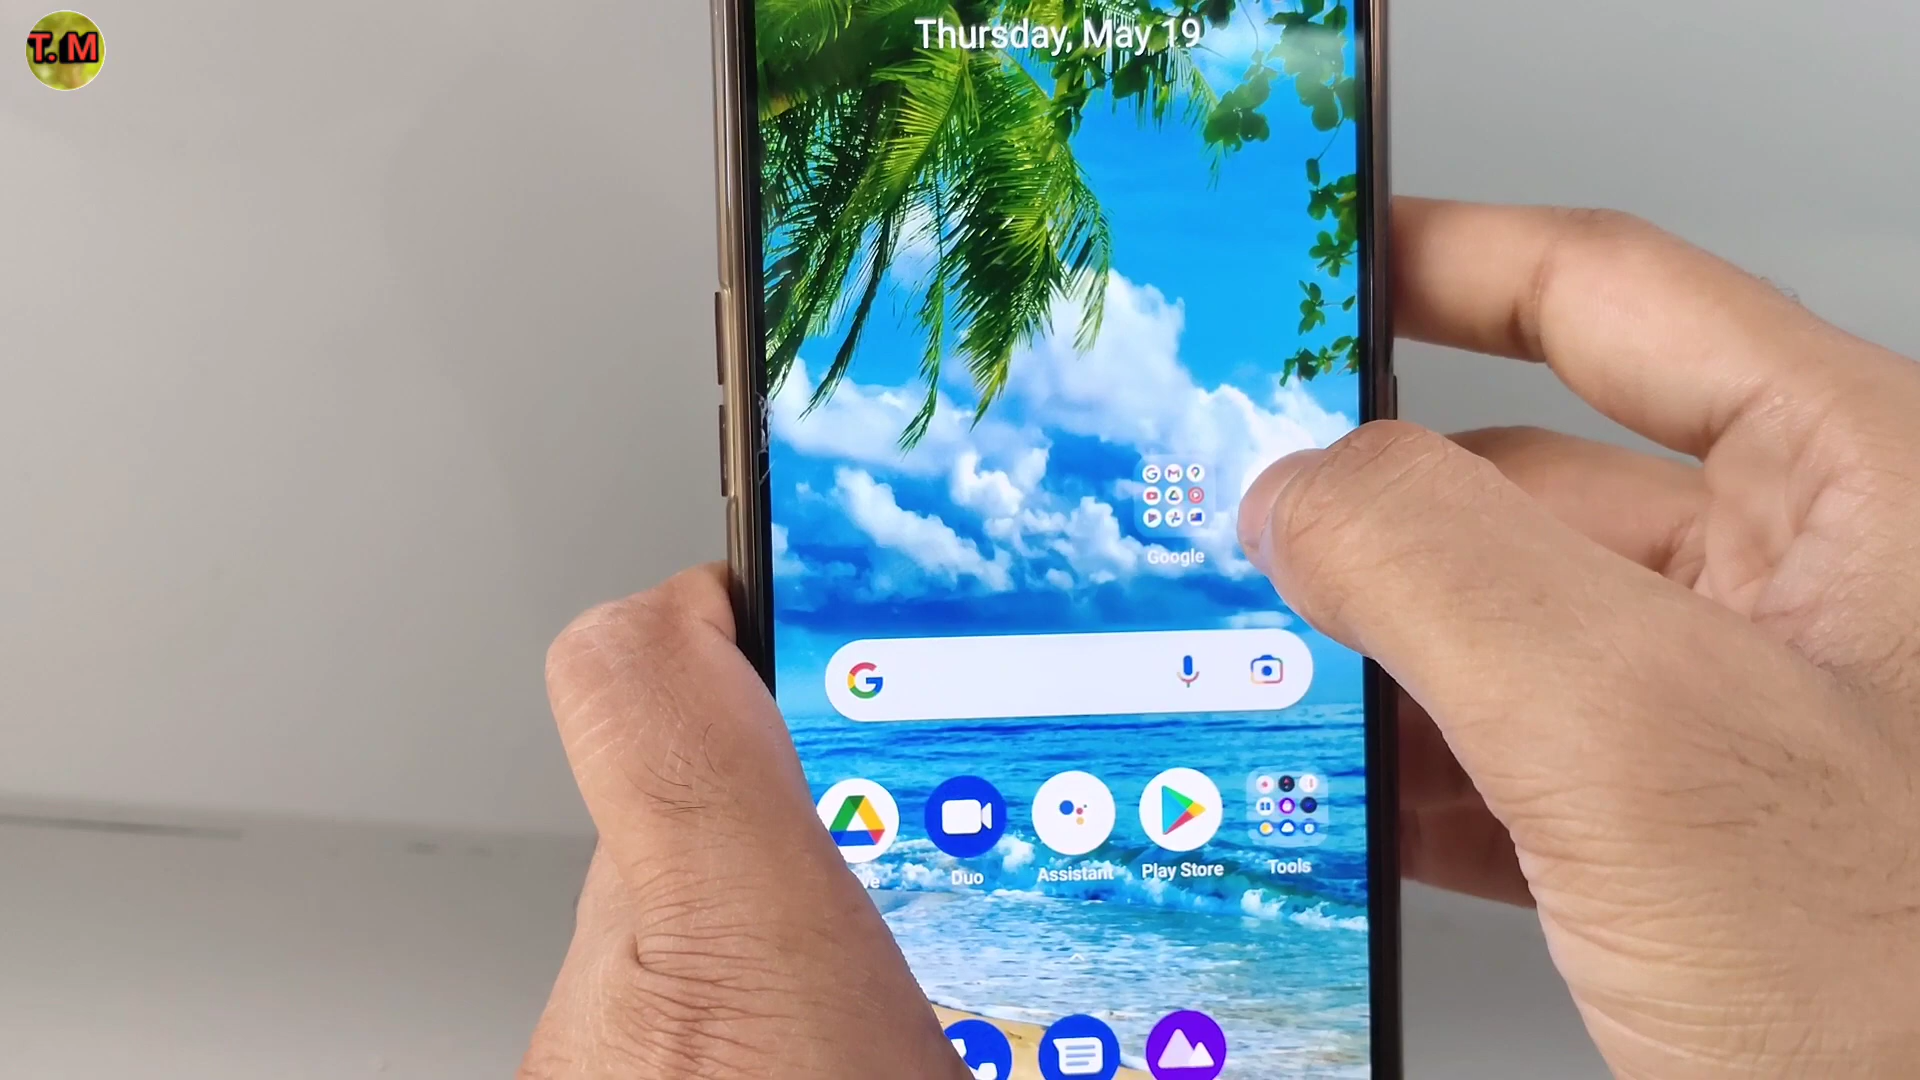 T. M
Thursday, May 19
Google
Duo
Assistant
Play Store
Tools